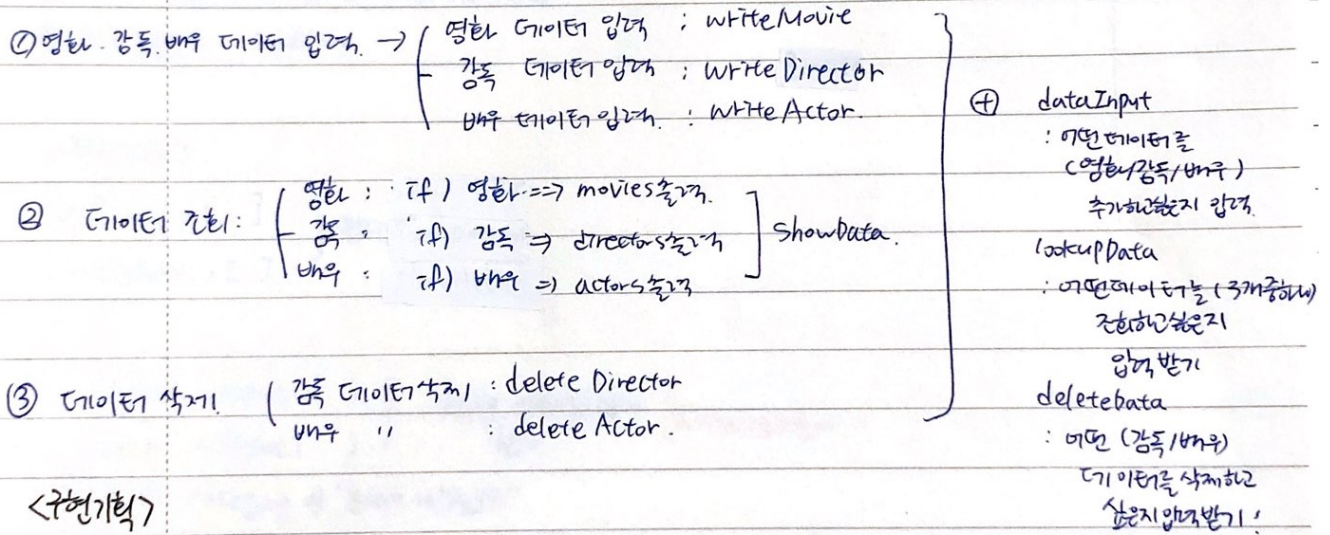 ① 영화. 감독. 배우 데이터 입력. → 영화 데이터 입력 : writeMovie
감독 데이터 입력 : writeDirector
배우 데이터 입력. : writeActor.
② 데이터 조회: 영화 : if) 영화 ==> movies출력.
감독 : if) 감독 => directors출력
배우 : if) 배우 => actors출력
showData.
③ 데이터 삭제. 감독 데이터 삭제 : deleteDirector
배우 〃 deleteActor.
<구현기획>
⊕ dataInput
: 어떤 데이터를
(영화/감독/배우)
추가하고싶은지 입력.
lookupData
: 어떤데이터를 (3개중하나)
조회하고싶은지
입력 받기
deleteData
: 어떤 (감독/배우)
데이터를 삭제하고
싶은지 입력받기!